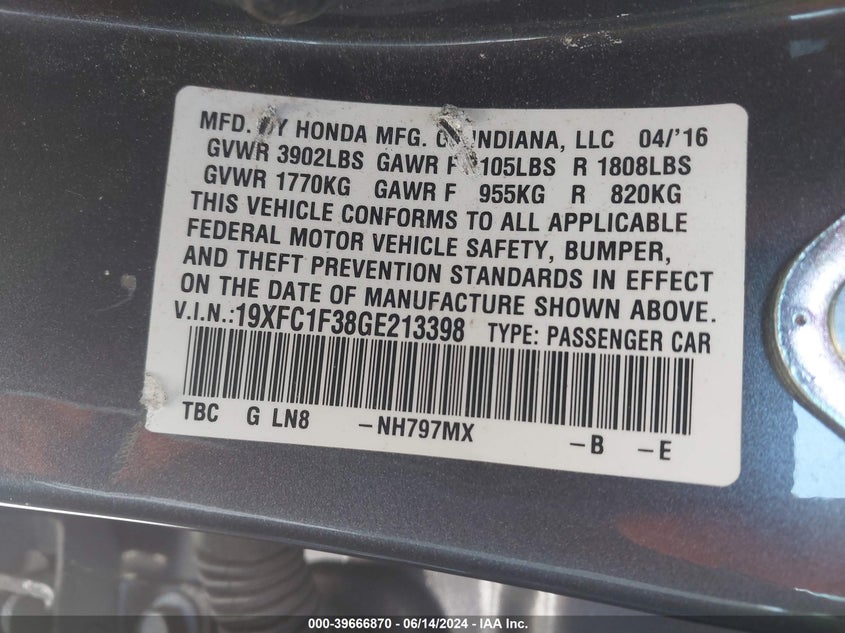 MFD. BY HONDA MFG. OF INDIANA, LLC 04/'16
GVWR 3902LBS GAWR F 105LBS R 1808LBS
GVWR 1770KG GAWR F 955KG R 820KG
THIS VEHICLE CONFORMS TO ALL APPLICABLE
FEDERAL MOTOR VEHICLE SAFETY, BUMPER,
AND THEFT PREVENTION STANDARDS IN EFFECT
ON THE DATE OF MANUFACTURE SHOWN ABOVE.
V.I.N.:19XFC1F38GE213398 TYPE: PASSENGER CAR
TBC G LN8 -NH797MX -B -E
000-39666870 - 06/14/2024 - © IAA, Inc.